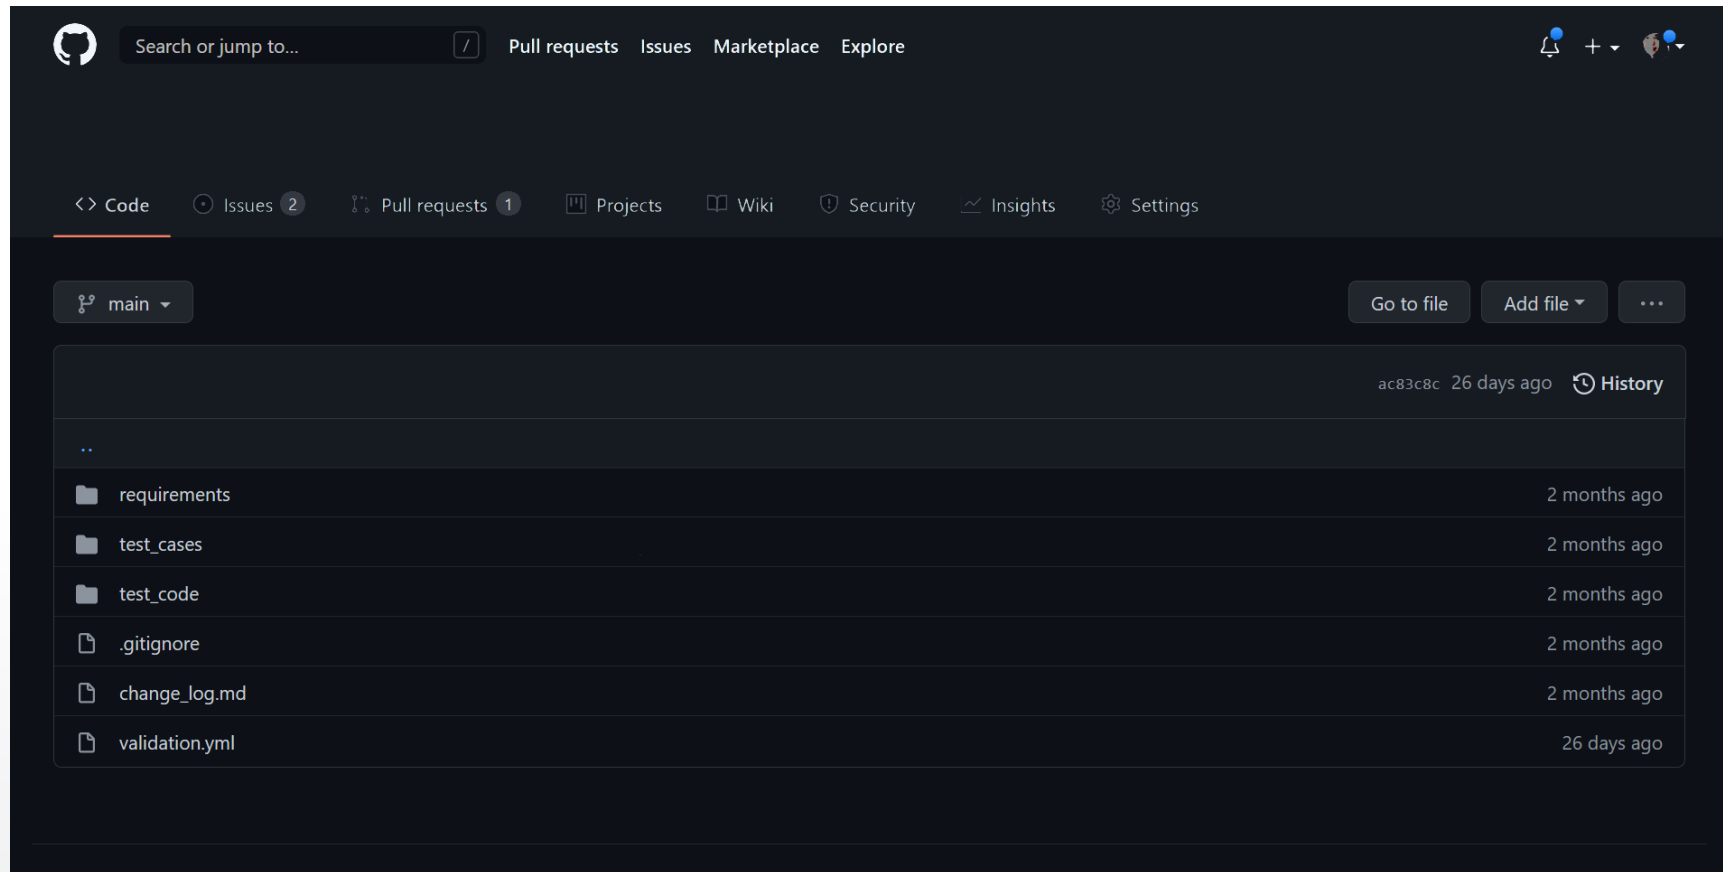 Search or jump to... / Pull requests Issues Marketplace Explore
Code Issues 2 Pull requests 1 Projects Wiki Security Insights Settings
main Go to file Add file ...
ac83c8c 26 days ago History
..
requirements 2 months ago
test_cases 2 months ago
test_code 2 months ago
.gitignore 2 months ago
change_log.md 2 months ago
validation.yml 26 days ago